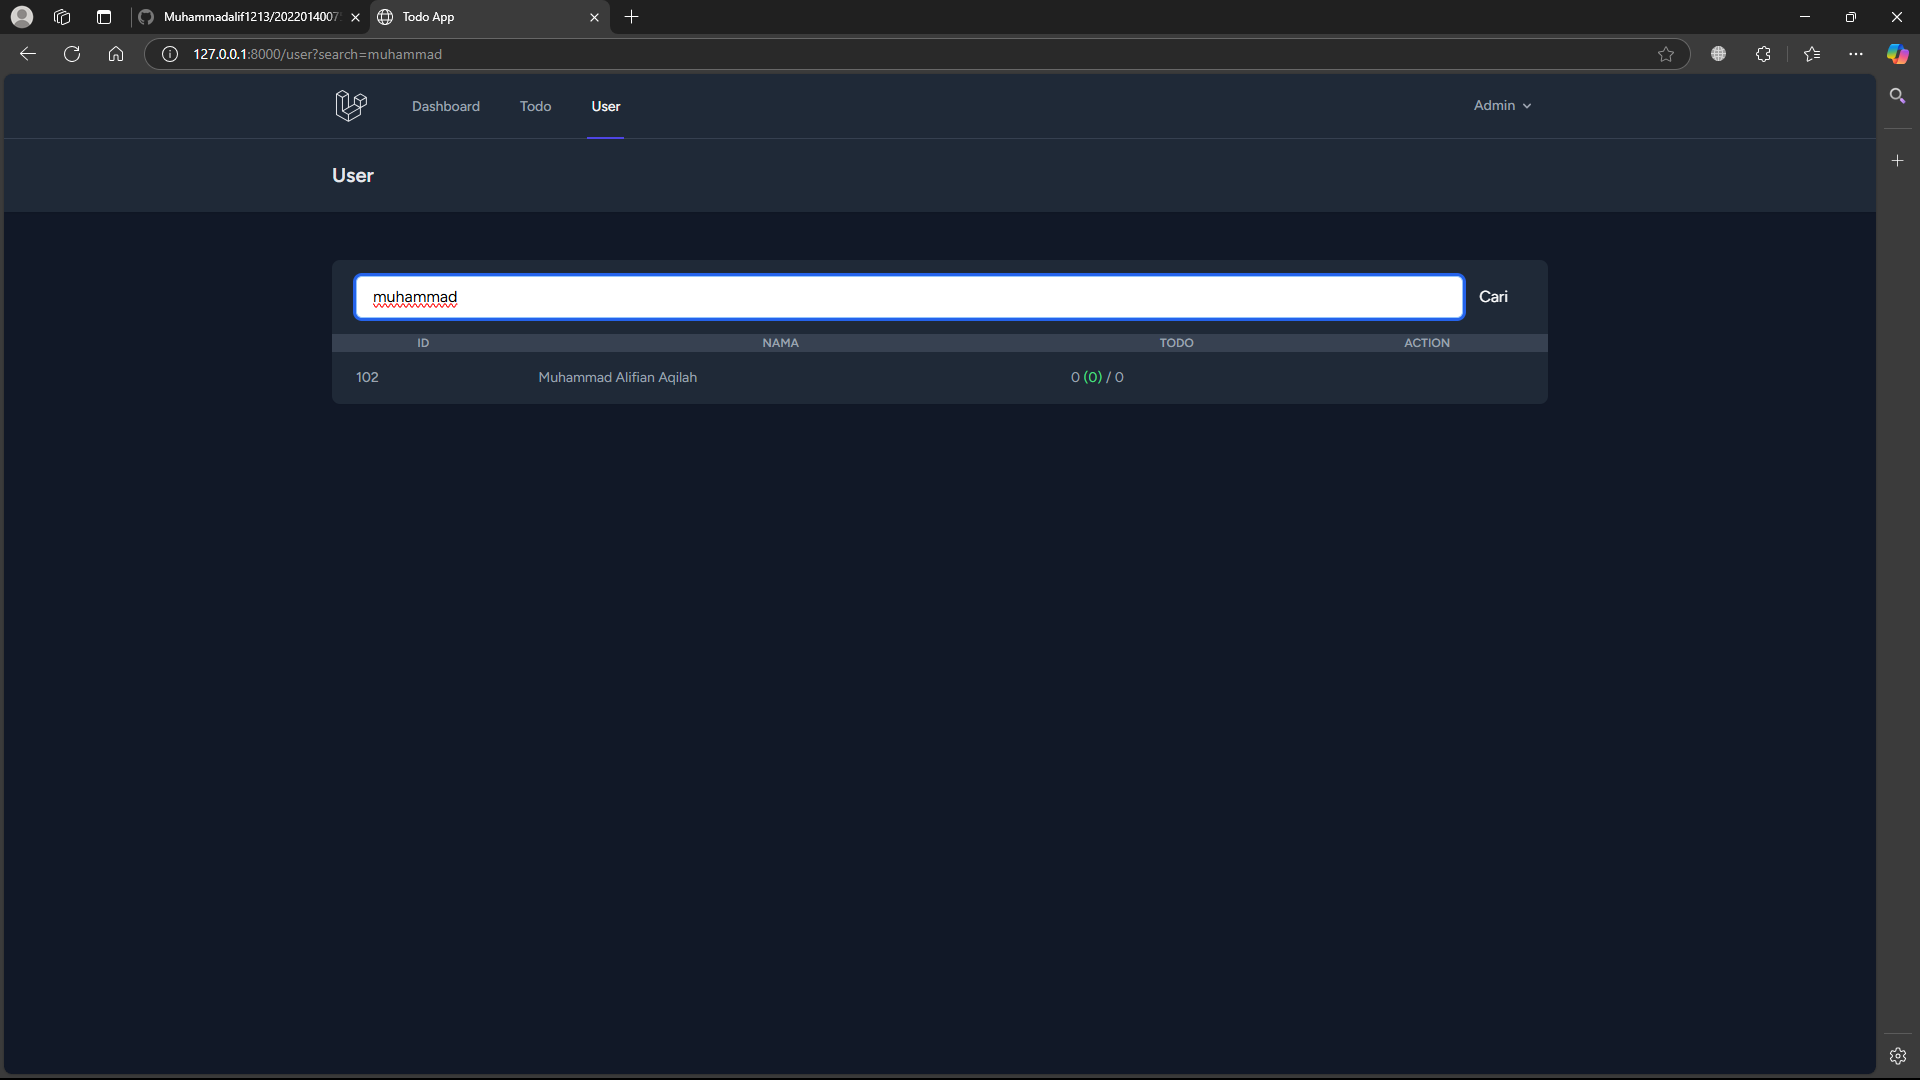 Muhammadalif1213/2022014007
Todo App
127.0.0.1:8000/user?search=muhammad
Dashboard Todo User Admin
User
muhammad Cari
ID NAMA TODO ACTION
102 Muhammad Alifian Aqilah 0 (0) / 0